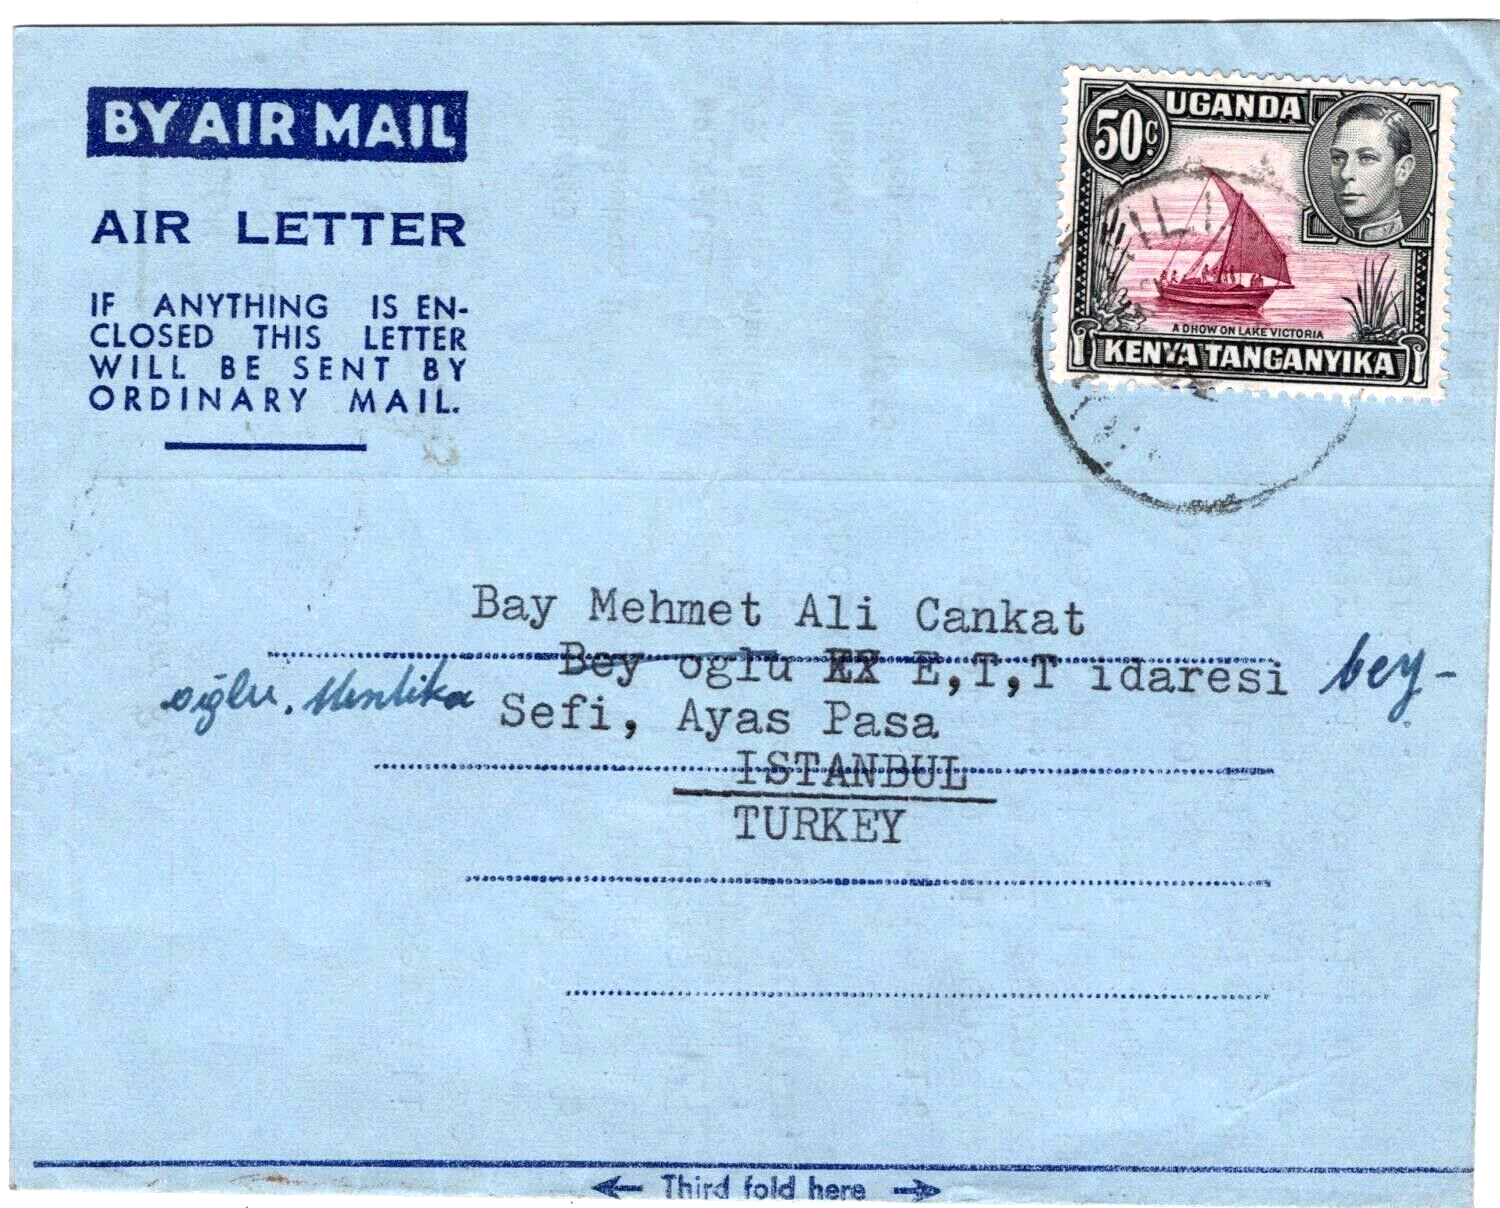 BY AIR MAIL
AIR LETTER
IF ANYTHING IS EN-
CLOSED THIS LETTER
WILL BE SENT BY
ORDINARY MAIL.
UGANDA
50 C.
A DHOW ON LAKE VICTORIA
KENYA TANGANYIKA
Bay Mehmet Ali Cankat
Bey oglu XX E,T,T idaresi bey-
oğlu. Mıntıka Sefi, Ayas Pasa
ISTANBUL
TURKEY
← Third fold here →